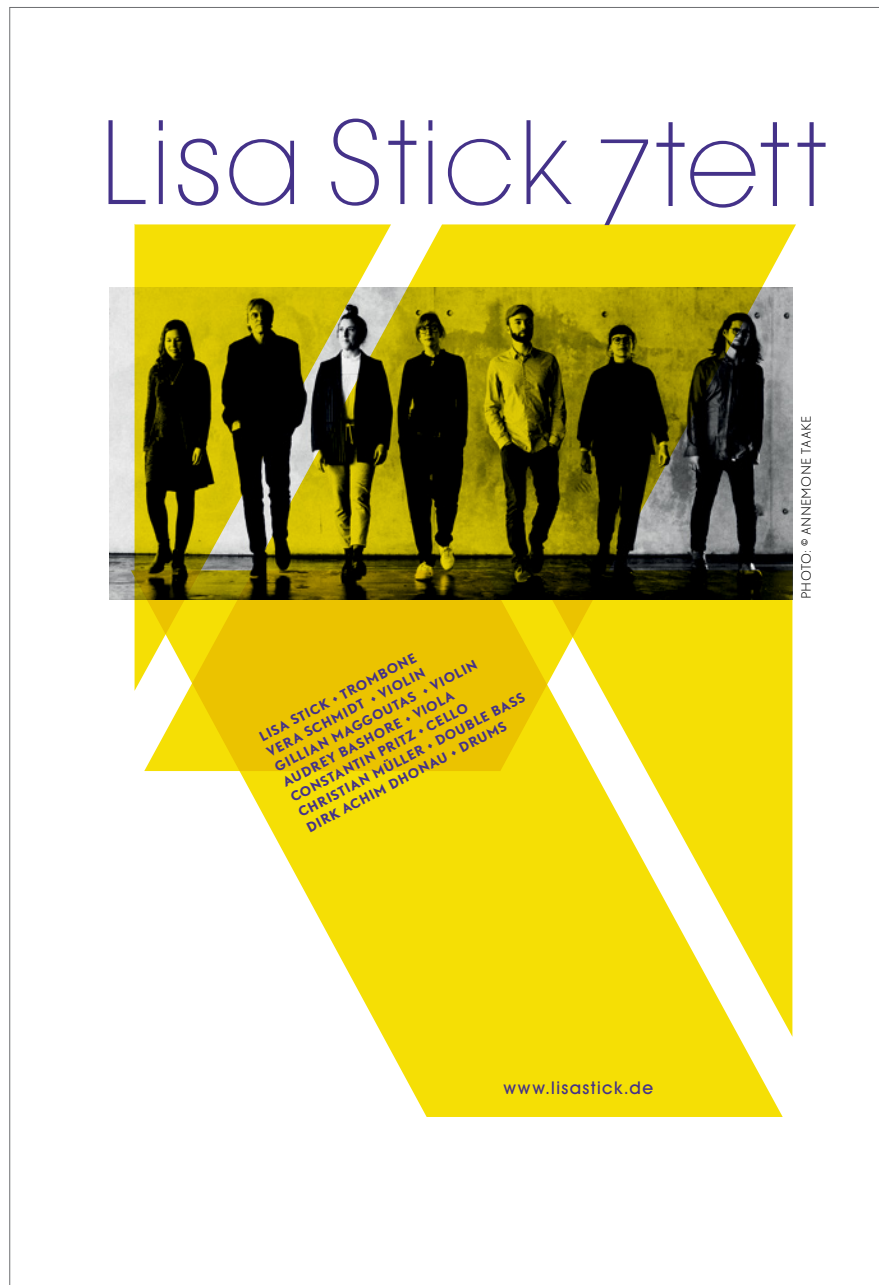 Lisa Stick 7tett
PHOTO: © ANNEMONE TAAKE
LISA STICK • TROMBONE
VERA SCHMIDT • VIOLIN
GILLIAN MAGGOUTAS • VIOLIN
AUDREY BASHORE • VIOLA
CONSTANTIN PRITZ • CELLO
CHRISTIAN MÜLLER • DOUBLE BASS
DIRK ACHIM DHONAU • DRUMS
www.lisastick.de